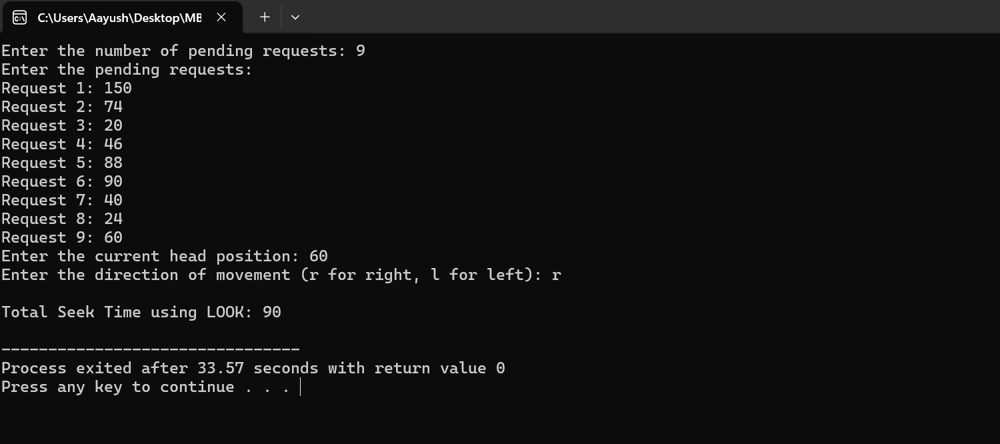 C:\Users\Aayush\Desktop\MB
Enter the number of pending requests: 9
Enter the pending requests:
Request 1: 150
Request 2: 74
Request 3: 20
Request 4: 46
Request 5: 88
Request 6: 90
Request 7: 40
Request 8: 24
Request 9: 60
Enter the current head position: 60
Enter the direction of movement (r for right, l for left): r
Total Seek Time using LOOK: 90
--------------------------------
Process exited after 33.57 seconds with return value 0
Press any key to continue . . .